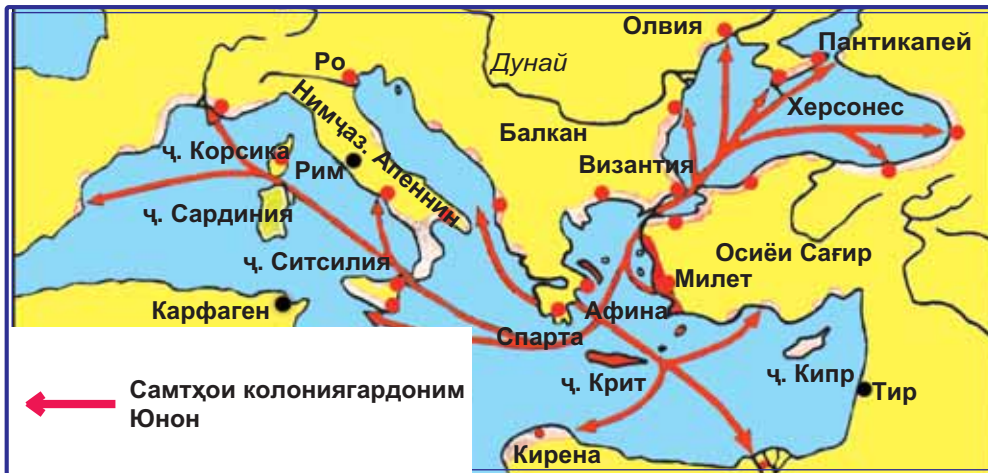 Олвия
Пантикапей
Ро
Дунай
Херсонес
Балкан
Нимҷаз. Апеннин
ҷ. Корсика
Рим
Византия
ҷ. Сардиния
Осиёи Сағир
ҷ. Ситсилия
Милет
Карфаген
Афина
Спарта
ҷ. Крит
ҷ. Кипр
Тир
Кирена
Самтҳои колониягардоним
Юнон